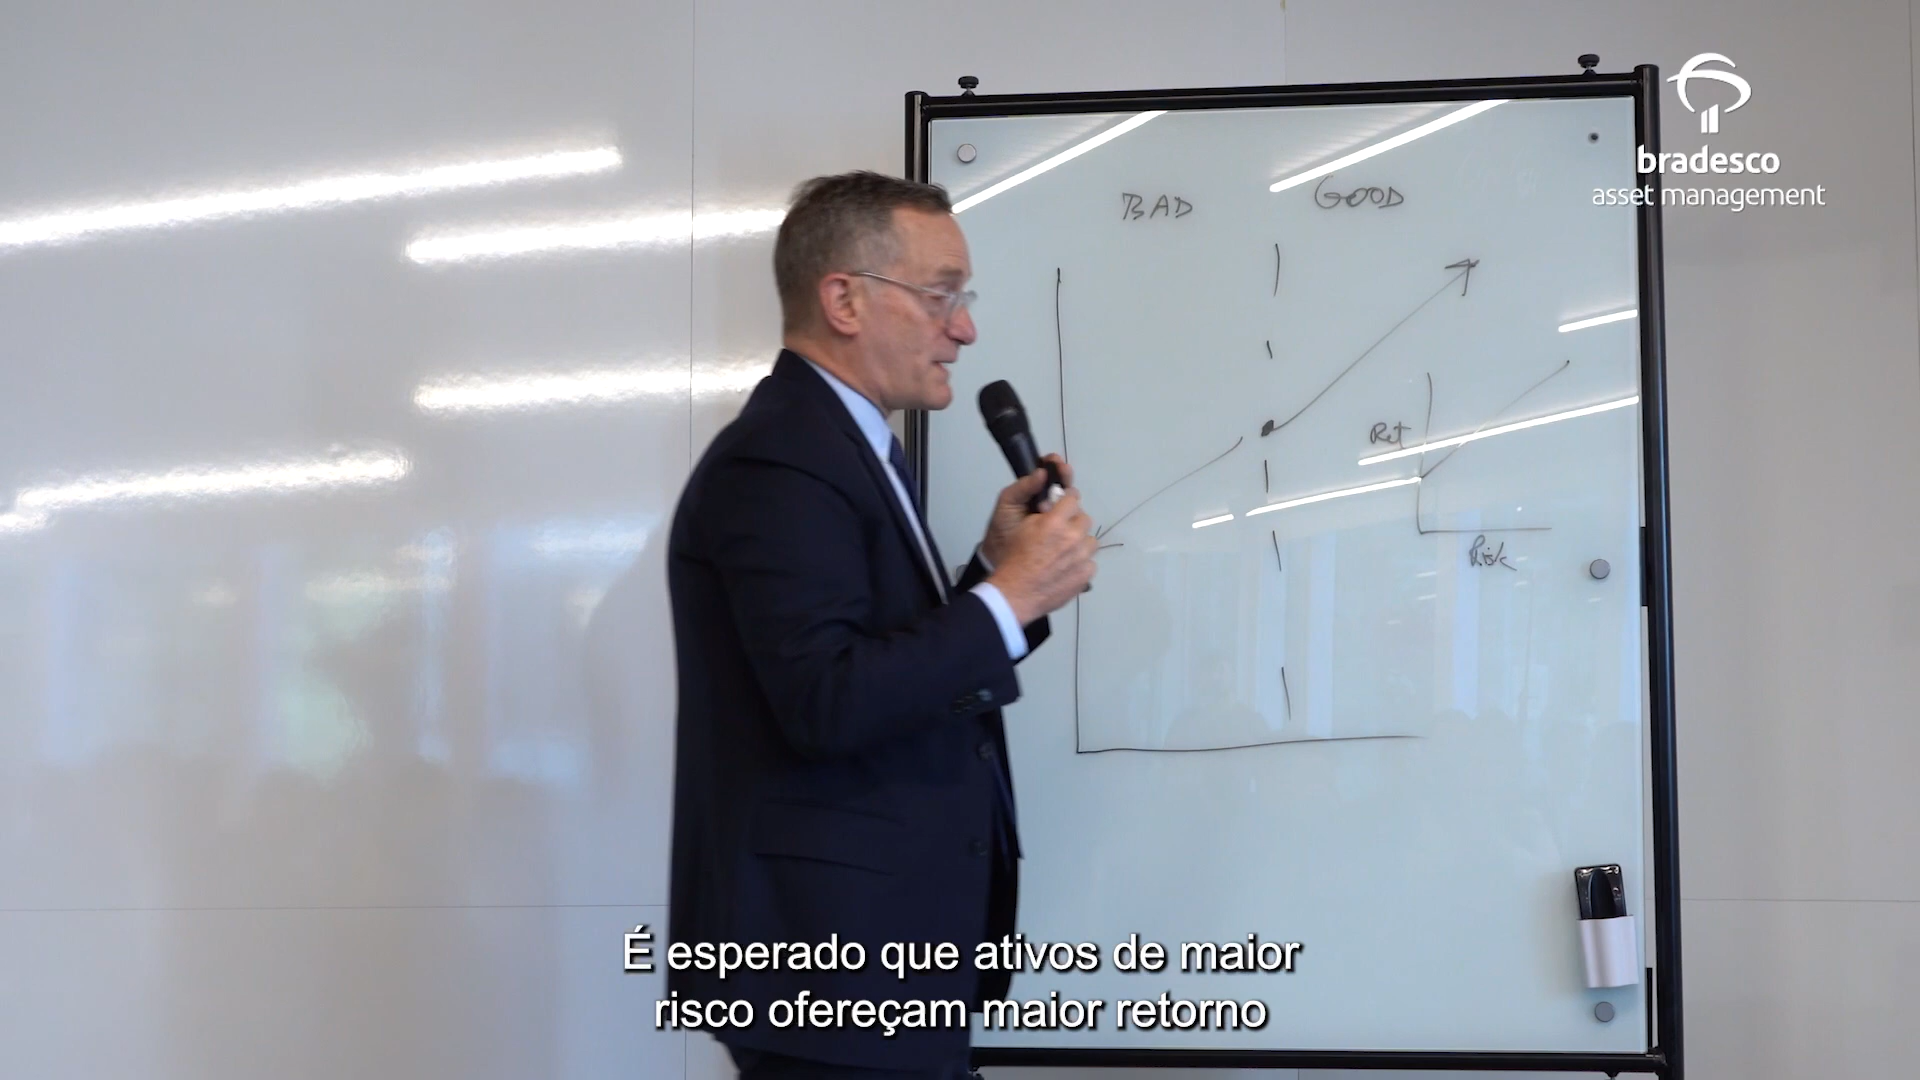 bradesco
asset management
BAD
GOOD
Ret
Risk
É esperado que ativos de maior
risco ofereçam maior retorno